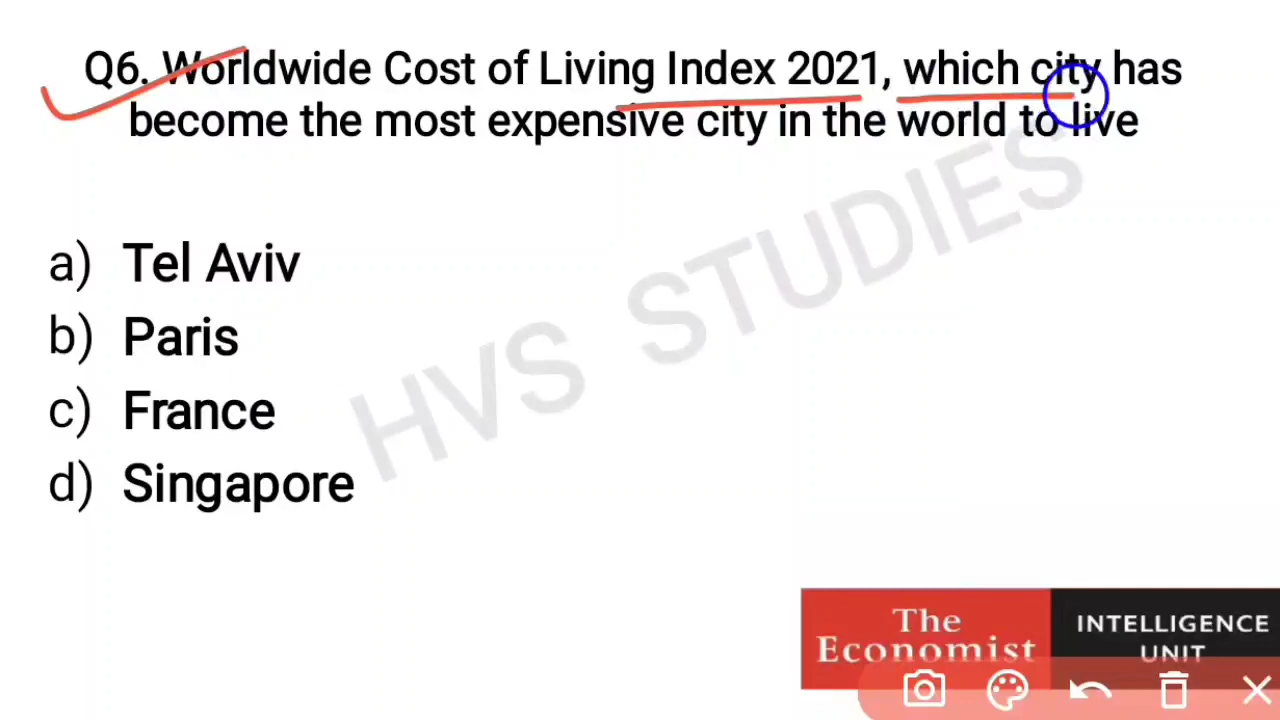 Q6. Worldwide Cost of Living Index 2021, which city has
become the most expensive city in the world to live
a) Tel Aviv
b) Paris
c) France
d) Singapore
HVS STUDIES
The
Economist
INTELLIGENCE
UNIT